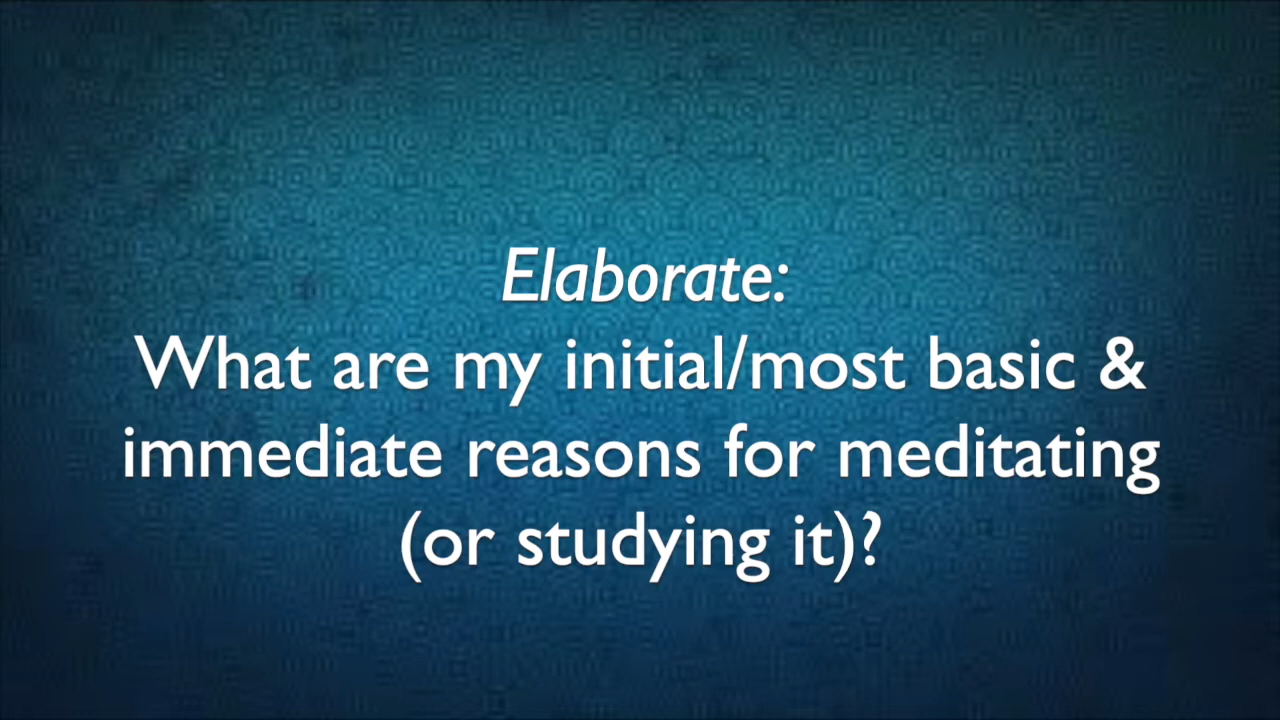 Elaborate:
What are my initial/most basic &
immediate reasons for meditating
(or studying it)?